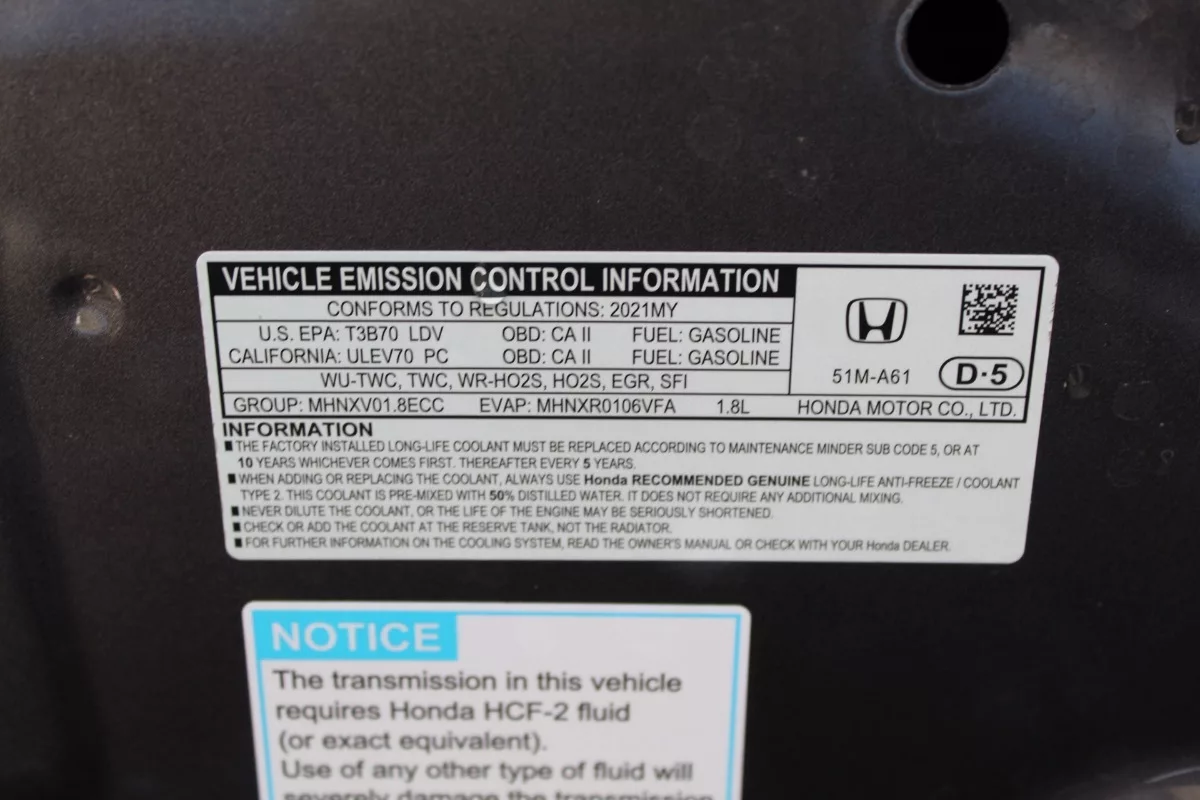 VEHICLE EMISSION CONTROL INFORMATION
CONFORMS TO REGULATIONS: 2021MY
U.S. EPA: T3B70 LDV OBD: CA II FUEL: GASOLINE
CALIFORNIA: ULEV70 PC OBD: CA II FUEL: GASOLINE
WU-TWC, TWC, WR-HO2S, HO2S, EGR, SFI
51M-A61 D·5
GROUP: MHNXV01.8ECC EVAP: MHNXR0106VFA 1.8L HONDA MOTOR CO., LTD.
INFORMATION
■ THE FACTORY INSTALLED LONG-LIFE COOLANT MUST BE REPLACED ACCORDING TO MAINTENANCE MINDER SUB CODE 5, OR AT
10 YEARS WHICHEVER COMES FIRST. THEREAFTER EVERY 5 YEARS.
■ WHEN ADDING OR REPLACING THE COOLANT, ALWAYS USE Honda RECOMMENDED GENUINE LONG-LIFE ANTI-FREEZE / COOLANT
TYPE 2. THIS COOLANT IS PRE-MIXED WITH 50% DISTILLED WATER. IT DOES NOT REQUIRE ANY ADDITIONAL MIXING.
■ NEVER DILUTE THE COOLANT, OR THE LIFE OF THE ENGINE MAY BE SERIOUSLY SHORTENED.
■ CHECK OR ADD THE COOLANT AT THE RESERVE TANK, NOT THE RADIATOR.
■ FOR FURTHER INFORMATION ON THE COOLING SYSTEM, READ THE OWNER'S MANUAL OR CHECK WITH YOUR Honda DEALER.
NOTICE
The transmission in this vehicle
requires Honda HCF-2 fluid
(or exact equivalent).
Use of any other type of fluid will
severely damage the transmission